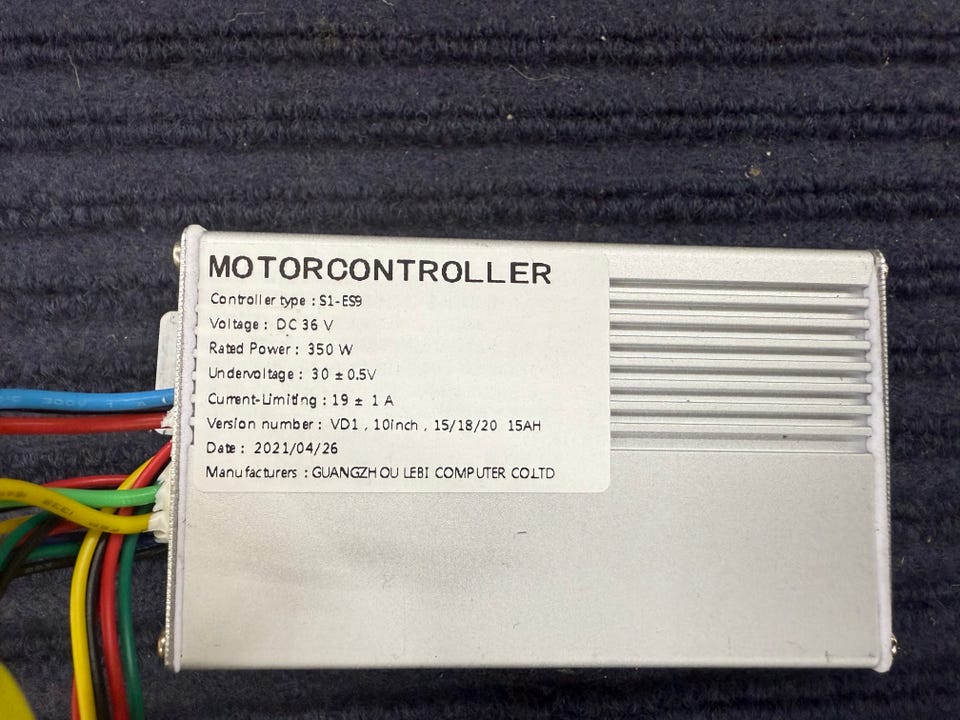 MOTORCONTROLLER
Controller type : S1-ES9
Voltage : DC 36 V
Rated Power : 350 W
Undervoltage : 30 ± 0.5V
Current-Limiting : 19 ± 1 A
Version number : VD1 , 10inch , 15/18/20 15AH
Date : 2021/04/26
Manufacturers : GUANGZHOU LEBI COMPUTER CO.LTD